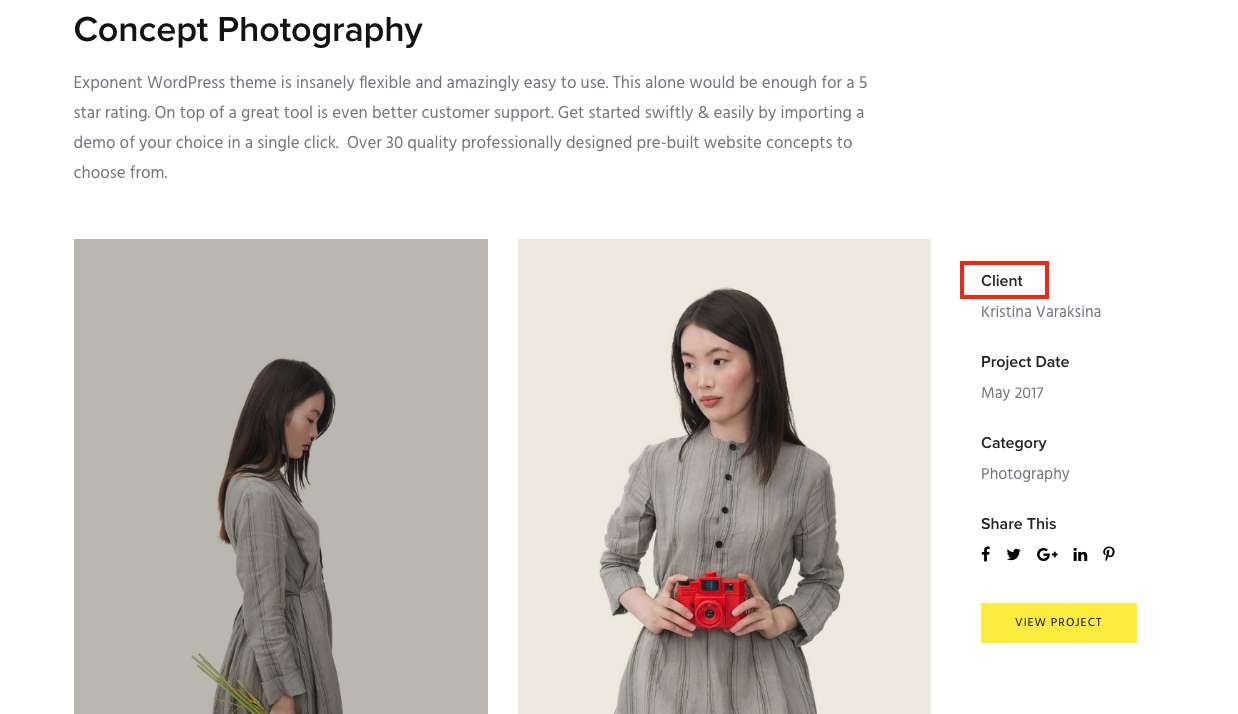 Concept Photography
Exponent WordPress theme is insanely flexible and amazingly easy to use. This alone would be enough for a 5
star rating. On top of a great tool is even better customer support. Get started swiftly & easily by importing a
demo of your choice in a single click.  Over 30 quality professionally designed pre-built website concepts to
choose from.
Client
Kristina Varaksina
Project Date
May 2017
Category
Photography
Share This
VIEW PROJECT